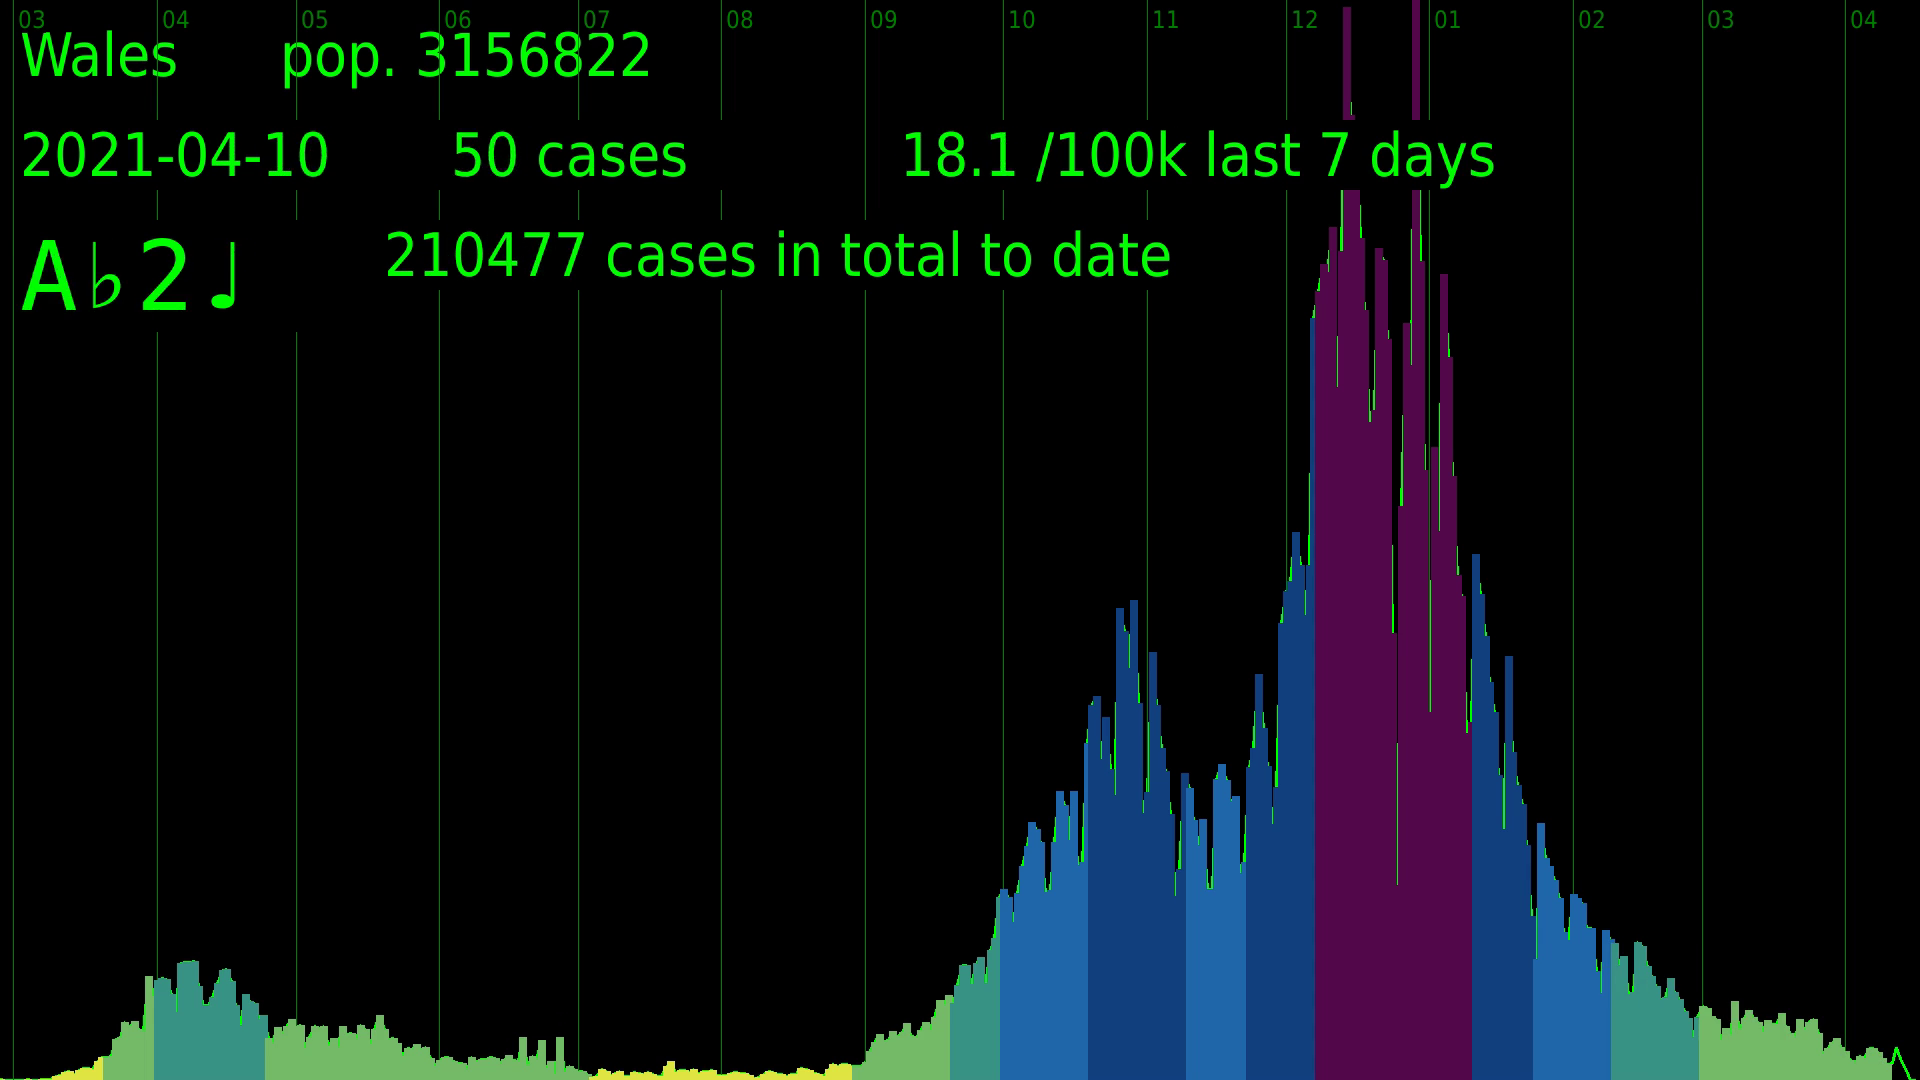 03 04 05 06 07 08 09 10 11 12 01 02 03 04
Wales pop. 3156822
2021-04-10 50 cases 18.1 /100k last 7 days
A♭2♩ 210477 cases in total to date